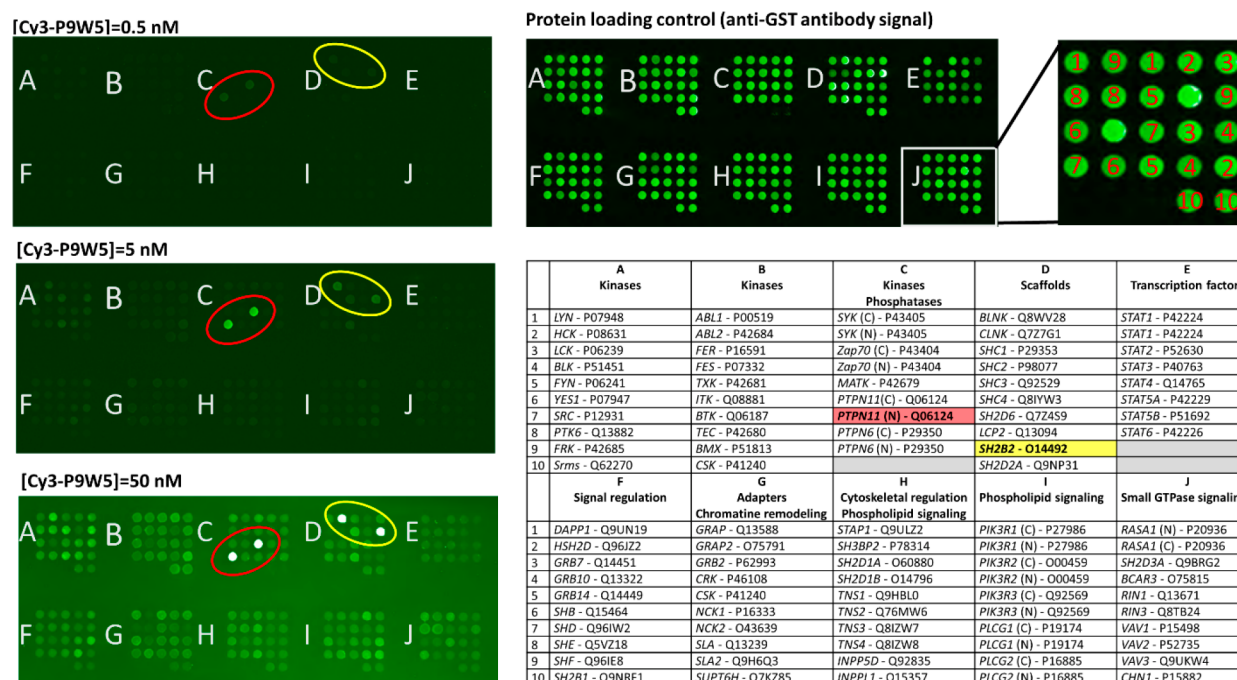 [Cy3-P9W5]=0.5 nM
A B C D E
F G H I J
[Cy3-P9W5]=5 nM
A B C D E
F G H I J
[Cy3-P9W5]=50 nM
A B C D E
F G H I J
Protein loading control (anti-GST antibody signal)
A B C D E
F G H I J
1 9 1 2 3
8 8 5 9
6 7 3 4
7 6 5 4 2
10 10
A B C D E
Kinases Kinases Kinases Scaffolds Transcription factor
Phosphatases
1 LYN - P07948 ABL1 - P00519 SYK (C) - P43405 BLNK - Q8WV28 STAT1 - P42224
2 HCK - P08631 ABL2 - P42684 SYK (N) - P43405 CLNK - Q7Z7G1 STAT1 - P42224
3 LCK - P06239 FER - P16591 Zap70 (C) - P43404 SHC1 - P29353 STAT2 - P52630
4 BLK - P51451 FES - P07332 Zap70 (N) - P43404 SHC2 - P98077 STAT3 - P40763
5 FYN - P06241 TXK - P42681 MATK - P42679 SHC3 - Q92529 STAT4 - Q14765
6 YES1 - P07947 ITK - Q08881 PTPN11(C) - Q06124 SHC4 - Q8IYW3 STAT5A - P42229
7 SRC - P12931 BTK - Q06187 PTPN11 (N) - Q06124 SH2D6 - Q7Z4S9 STAT5B - P51692
8 PTK6 - Q13882 TEC - P42680 PTPN6 (C) - P29350 LCP2 - Q13094 STAT6 - P42226
9 FRK - P42685 BMX - P51813 PTPN6 (N) - P29350 SH2B2 - O14492
10 Srms - Q62270 CSK - P41240 SH2D2A - Q9NP31
F G H I J
Signal regulation Adapters Cytoskeletal regulation Phospholipid signaling Small GTPase signalin
Chromatine remodeling Phospholipid signaling
1 DAPP1 - Q9UN19 GRAP - Q13588 STAP1 - Q9ULZ2 PIK3R1 (C) - P27986 RASA1 (N) - P20936
2 HSH2D - Q96JZ2 GRAP2 - O75791 SH3BP2 - P78314 PIK3R1 (N) - P27986 RASA1 (C) - P20936
3 GRB7 - Q14451 GRB2 - P62993 SH2D1A - O60880 PIK3R2 (C) - O00459 SH2D3A - Q9BRG2
4 GRB10 - Q13322 CRK - P46108 SH2D1B - O14796 PIK3R2 (N) - O00459 BCAR3 - O75815
5 GRB14 - Q14449 CSK - P41240 TNS1 - Q9HBL0 PIK3R3 (C) - Q92569 RIN1 - Q13671
6 SHB - Q15464 NCK1 - P16333 TNS2 - Q76MW6 PIK3R3 (N) - Q92569 RIN3 - Q8TB24
7 SHD - Q96IW2 NCK2 - O43639 TNS3 - Q8IZW7 PLCG1 (C) - P19174 VAV1 - P15498
8 SHE - Q5VZ18 SLA - Q13239 TNS4 - Q8IZW8 PLCG1 (N) - P19174 VAV2 - P52735
9 SHF - Q96IE8 SLA2 - Q9H6Q3 INPP5D - Q92835 PLCG2 (C) - P16885 VAV3 - Q9UKW4
10 SH2B1 - Q9NRF1 SUPT6H - Q7KZ85 INPPL1 - O15357 PLCG2 (N) - P16885 CHN1 - P15882